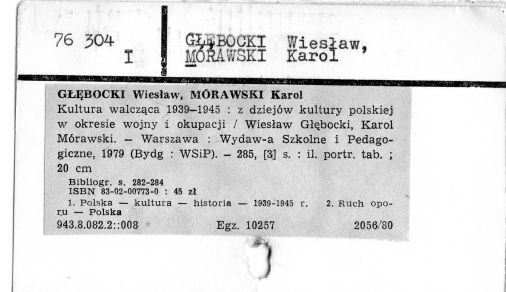 76 304
I
GŁĘBOCKI Wiesław,
MÓRAWSKI Karol
GŁĘBOCKI Wiesław, MÓRAWSKI Karol
Kultura walcząca 1939—1945 : z dziejów kultury polskiej
w okresie wojny i okupacji / Wiesław Głębocki, Karol
Mórawski. — Warszawa : Wydaw-a Szkolne i Pedago-
giczne, 1979 (Bydg : WSiP). — 285, [3] s. : il. portr. tab. ;
20 cm
Bibliogr. s. 282-284
ISBN 83-02-00773-0 : 45 zł
1. Polska — kultura — historia — 1939-1945 r. 2. Ruch opo-
ru — Polska
943.8.082.2::008 Egz. 10257 2056/80